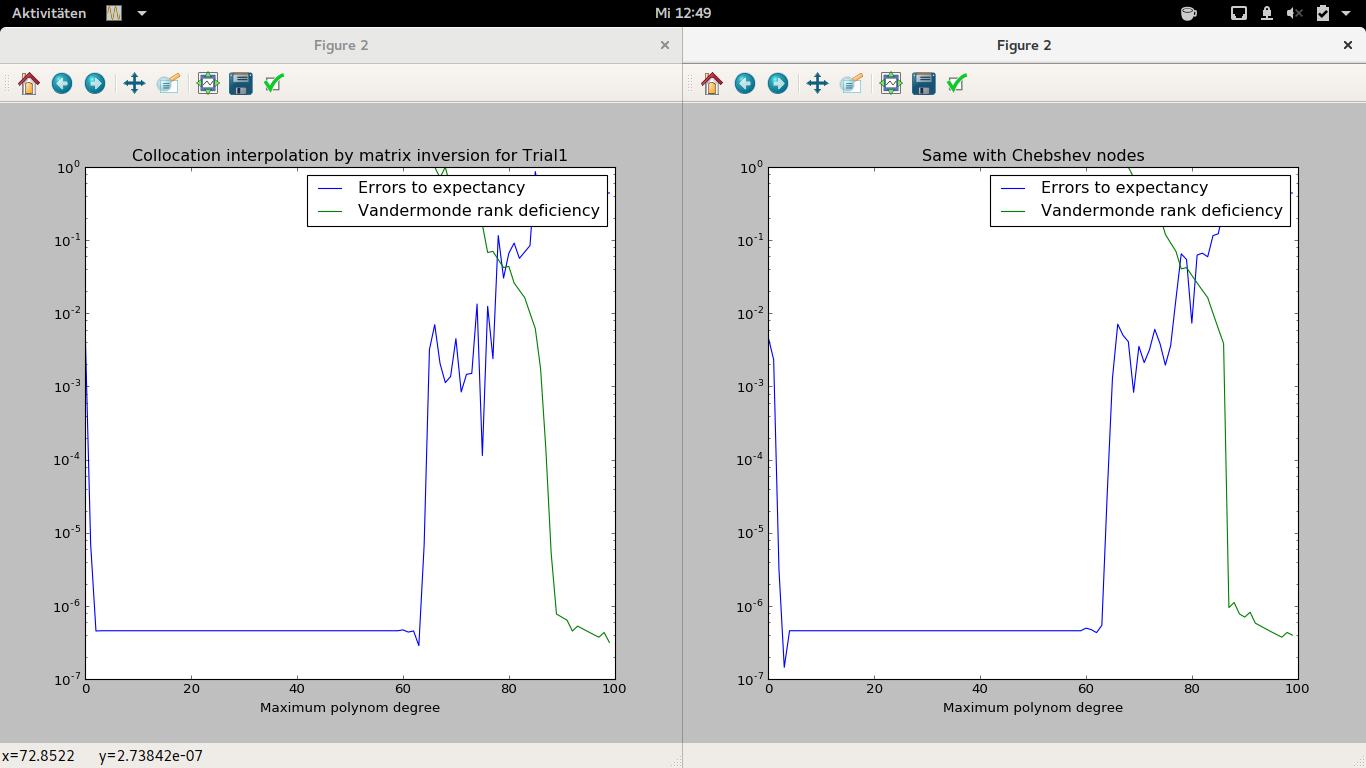 Aktivitäten
Mi 12:49
Figure 2
Collocation interpolation by matrix inversion for Trial1
Errors to expectancy
Vandermonde rank deficiency
10^0
10^-1
10^-2
10^-3
10^-4
10^-5
10^-6
10^-7
0 20 40 60 80 100
Maximum polynom degree
x=72.8522 y=2.73842e-07
Figure 2
Same with Chebshev nodes
Errors to expectancy
Vandermonde rank deficiency
10^0
10^-1
10^-2
10^-3
10^-4
10^-5
10^-6
10^-7
0 20 40 60 80 100
Maximum polynom degree